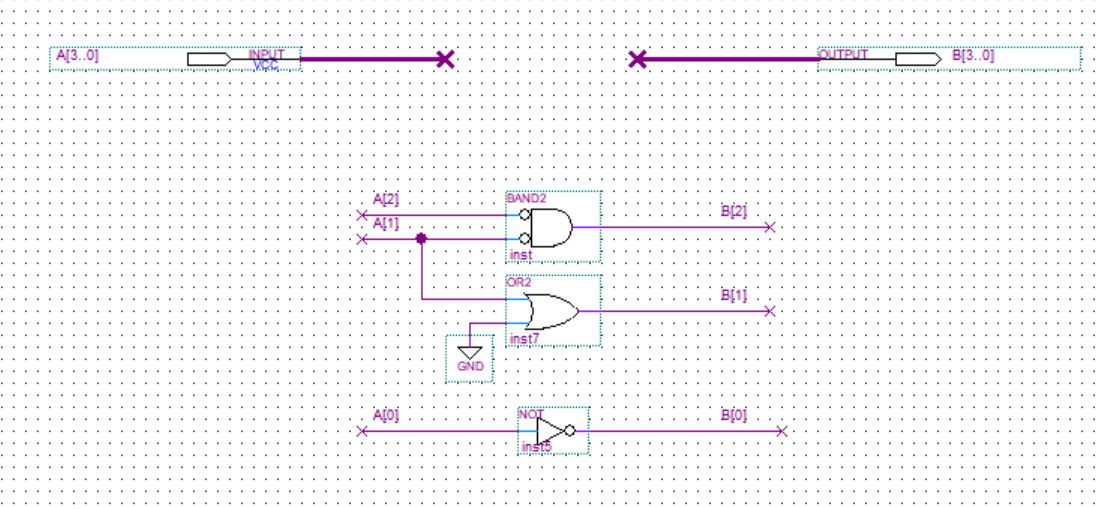 A[3..0] INPUT VCC OUTPUT B[3..0]
A[2] BAND2 B[2]
A[1]
inst
OR2 B[1]
inst7
GND
A[0] NOT B[0]
inst5